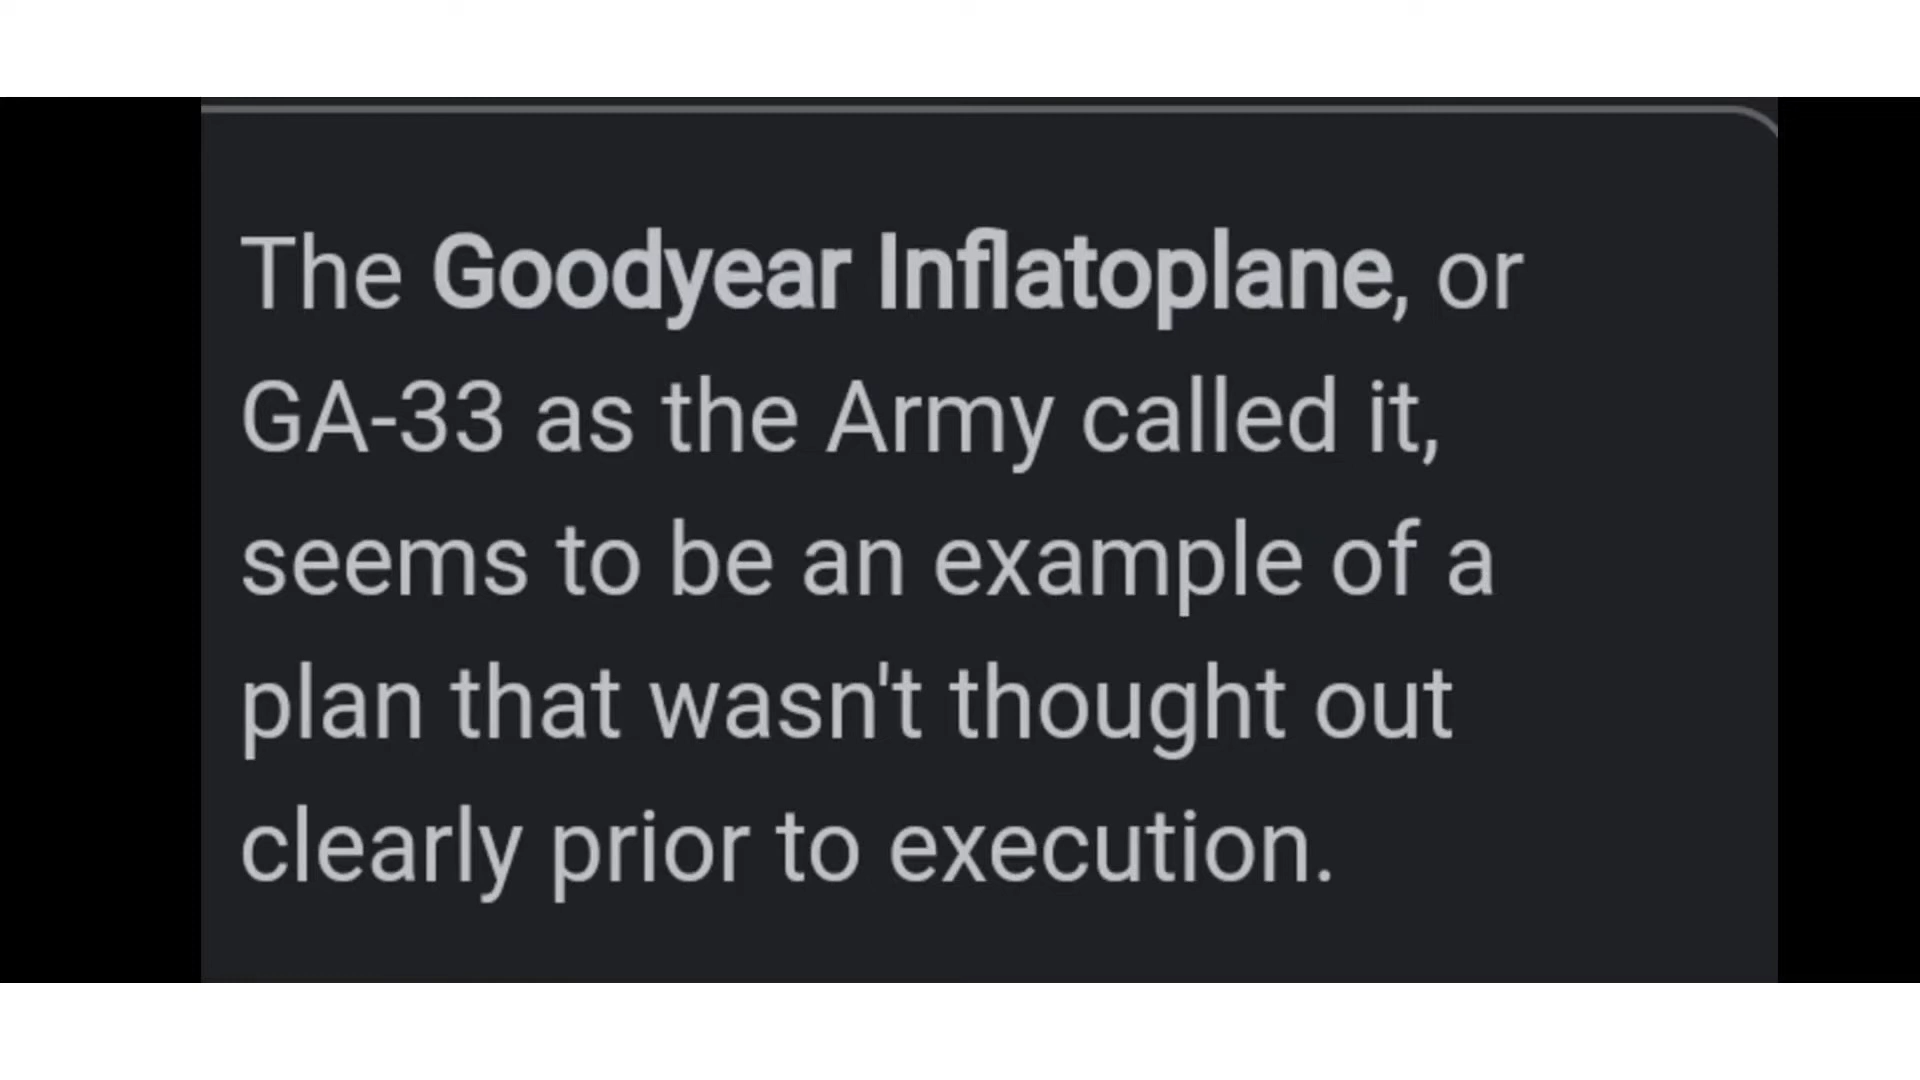 The Goodyear Inflatoplane, or
GA-33 as the Army called it,
seems to be an example of a
plan that wasn't thought out
clearly prior to execution.